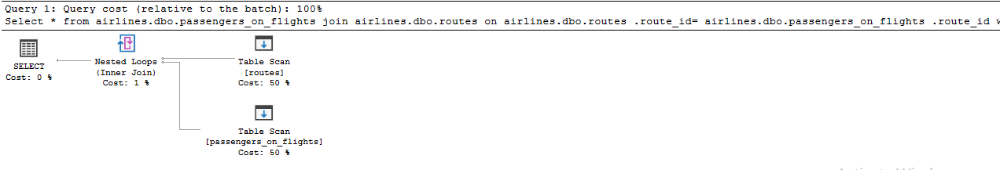 Query 1: Query cost (relative to the batch): 100%
Select * from airlines.dbo.passengers_on_flights join airlines.dbo.routes on airlines.dbo.routes .route_id= airlines.dbo.passengers_on_flights .route_id w
SELECT
Cost: 0 %
Nested Loops
(Inner Join)
Cost: 1 %
Table Scan
[routes]
Cost: 50 %
Table Scan
[passengers_on_flights]
Cost: 50 %